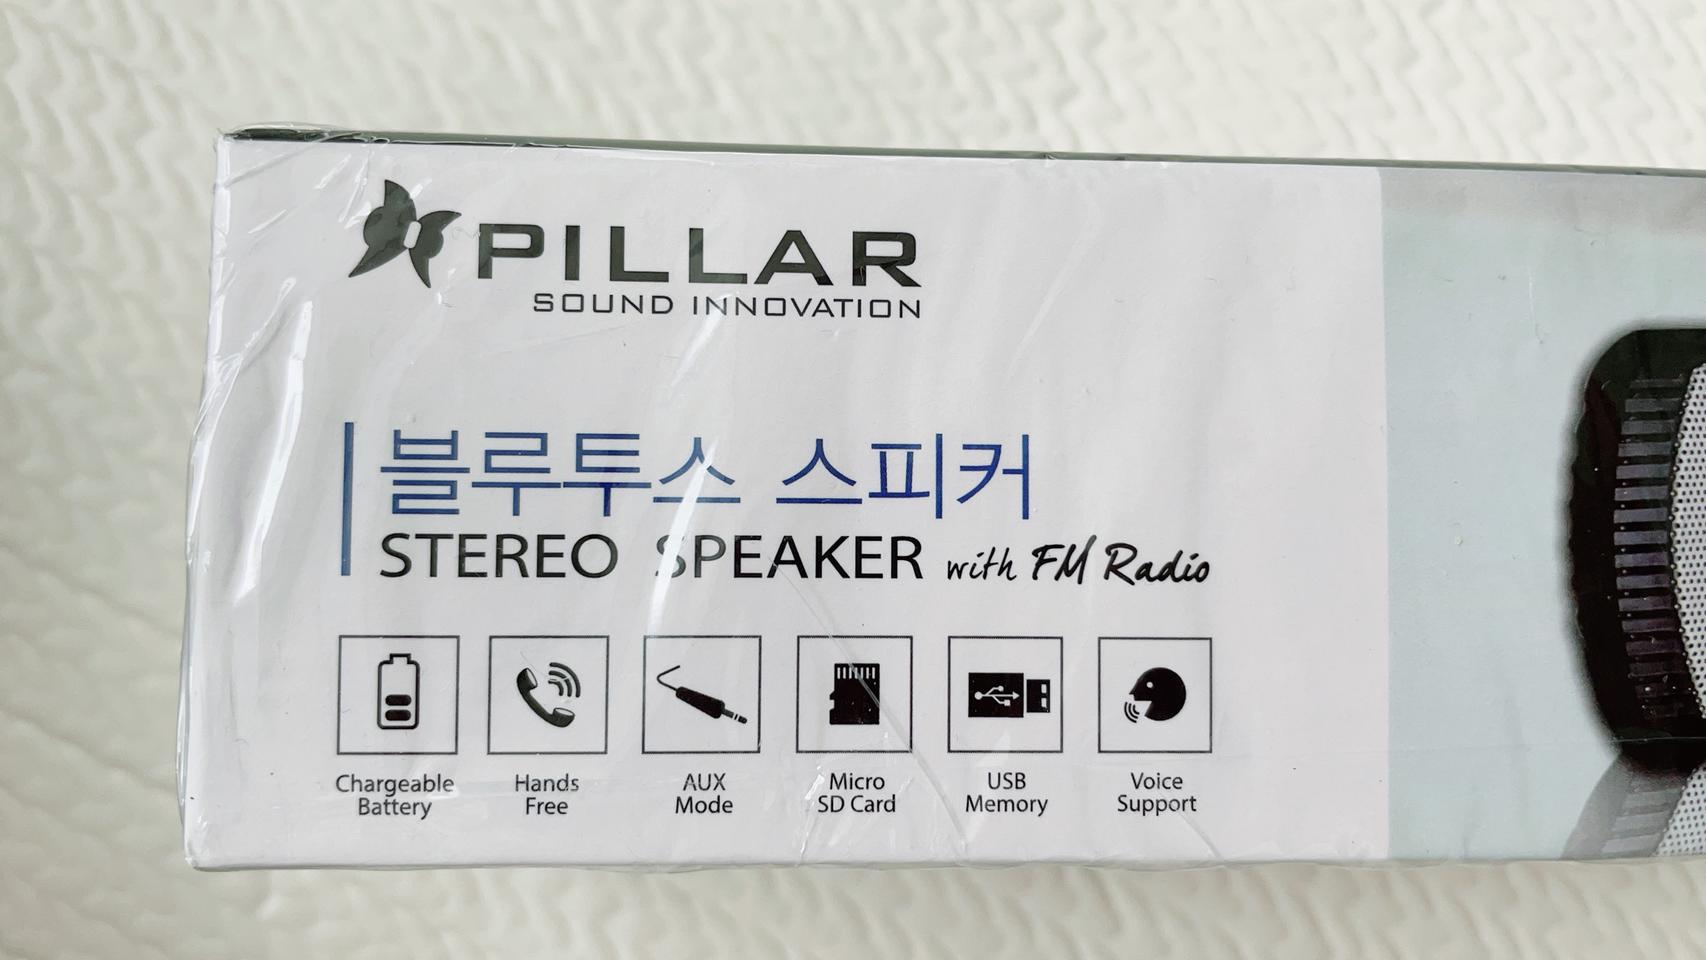 PILLAR
SOUND INNOVATION
블루투스 스피커
STEREO SPEAKER with FM Radio
Chargeable
Battery
Hands
Free
AUX
Mode
Micro
SD Card
USB
Memory
Voice
Support